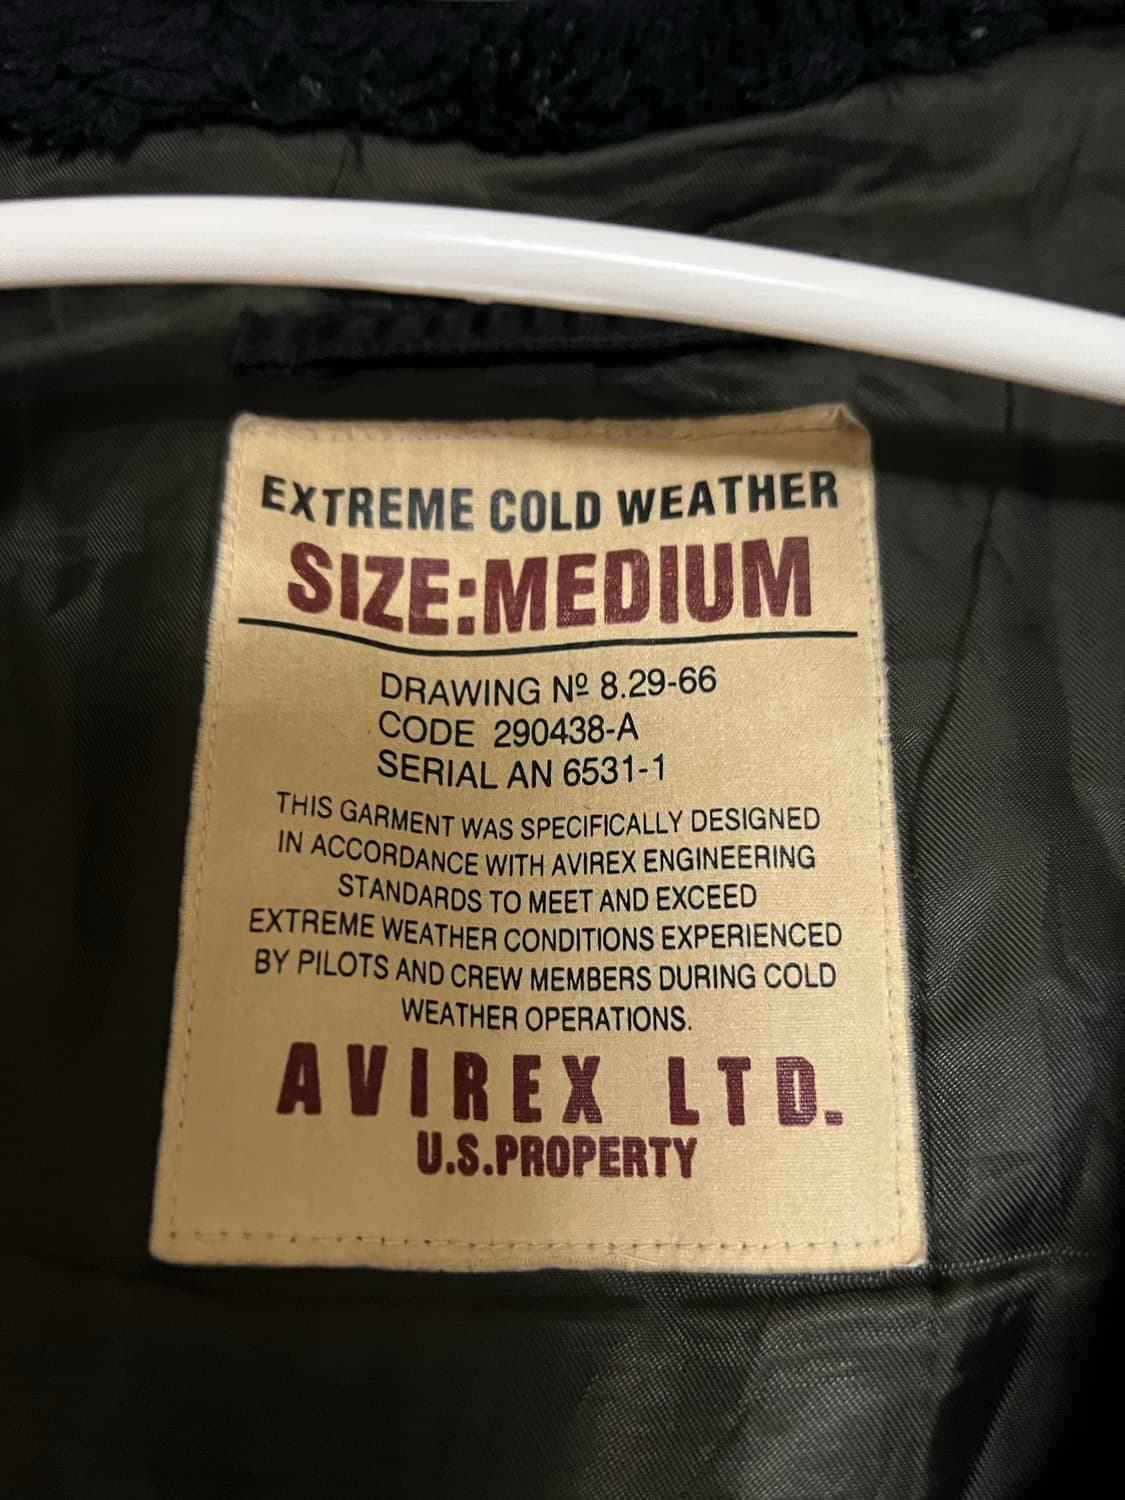 EXTREME COLD WEATHER
SIZE:MEDIUM
DRAWING Nº 8.29-66
CODE 290438-A
SERIAL AN 6531-1
THIS GARMENT WAS SPECIFICALLY DESIGNED
IN ACCORDANCE WITH AVIREX ENGINEERING
STANDARDS TO MEET AND EXCEED
EXTREME WEATHER CONDITIONS EXPERIENCED
BY PILOTS AND CREW MEMBERS DURING COLD
WEATHER OPERATIONS.
AVIREX LTD.
U.S.PROPERTY